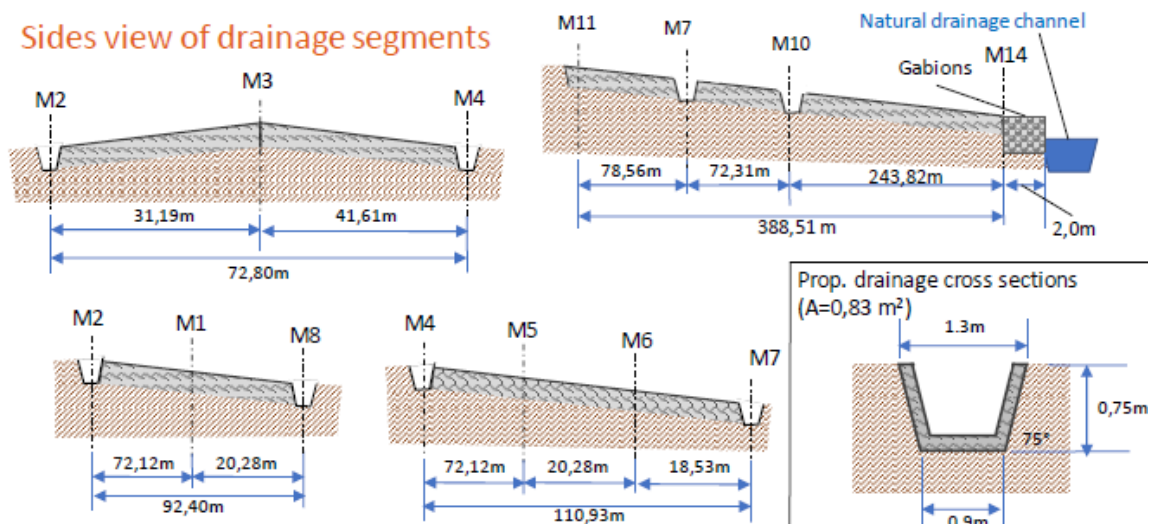 Sides view of drainage segments
M2
M3
M4
31,19m
41,61m
72,80m
M11
M7
M10
M14
Natural drainage channel
Gabions
78,56m
72,31m
243,82m
388,51 m
2,0m
M2
M1
M8
72,12m
20,28m
92,40m
M4
M5
M6
M7
72,12m
20,28m
18,53m
110,93m
Prop. drainage cross sections
(A=0,83 m²)
1.3m
0,75m
75°
0.9m